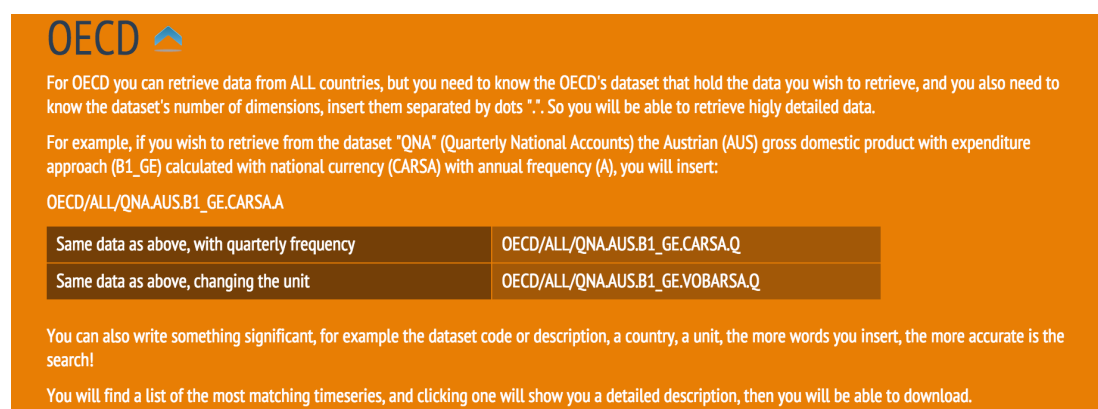 OECD
For OECD you can retrieve data from ALL countries, but you need to know the OECD's dataset that hold the data you wish to retrieve, and you also need to
know the dataset's number of dimensions, insert them separated by dots ".". So you will be able to retrieve higly detailed data.
For example, if you wish to retrieve from the dataset "QNA" (Quarterly National Accounts) the Austrian (AUS) gross domestic product with expenditure
approach (B1_GE) calculated with national currency (CARSA) with annual frequency (A), you will insert:
OECD/ALL/QNA.AUS.B1_GE.CARSA.A
Same data as above, with quarterly frequency OECD/ALL/QNA.AUS.B1_GE.CARSA.Q
Same data as above, changing the unit OECD/ALL/QNA.AUS.B1_GE.VOBARSA.Q
You can also write something significant, for example the dataset code or description, a country, a unit, the more words you insert, the more accurate is the
search!
You will find a list of the most matching timeseries, and clicking one will show you a detailed description, then you will be able to download.